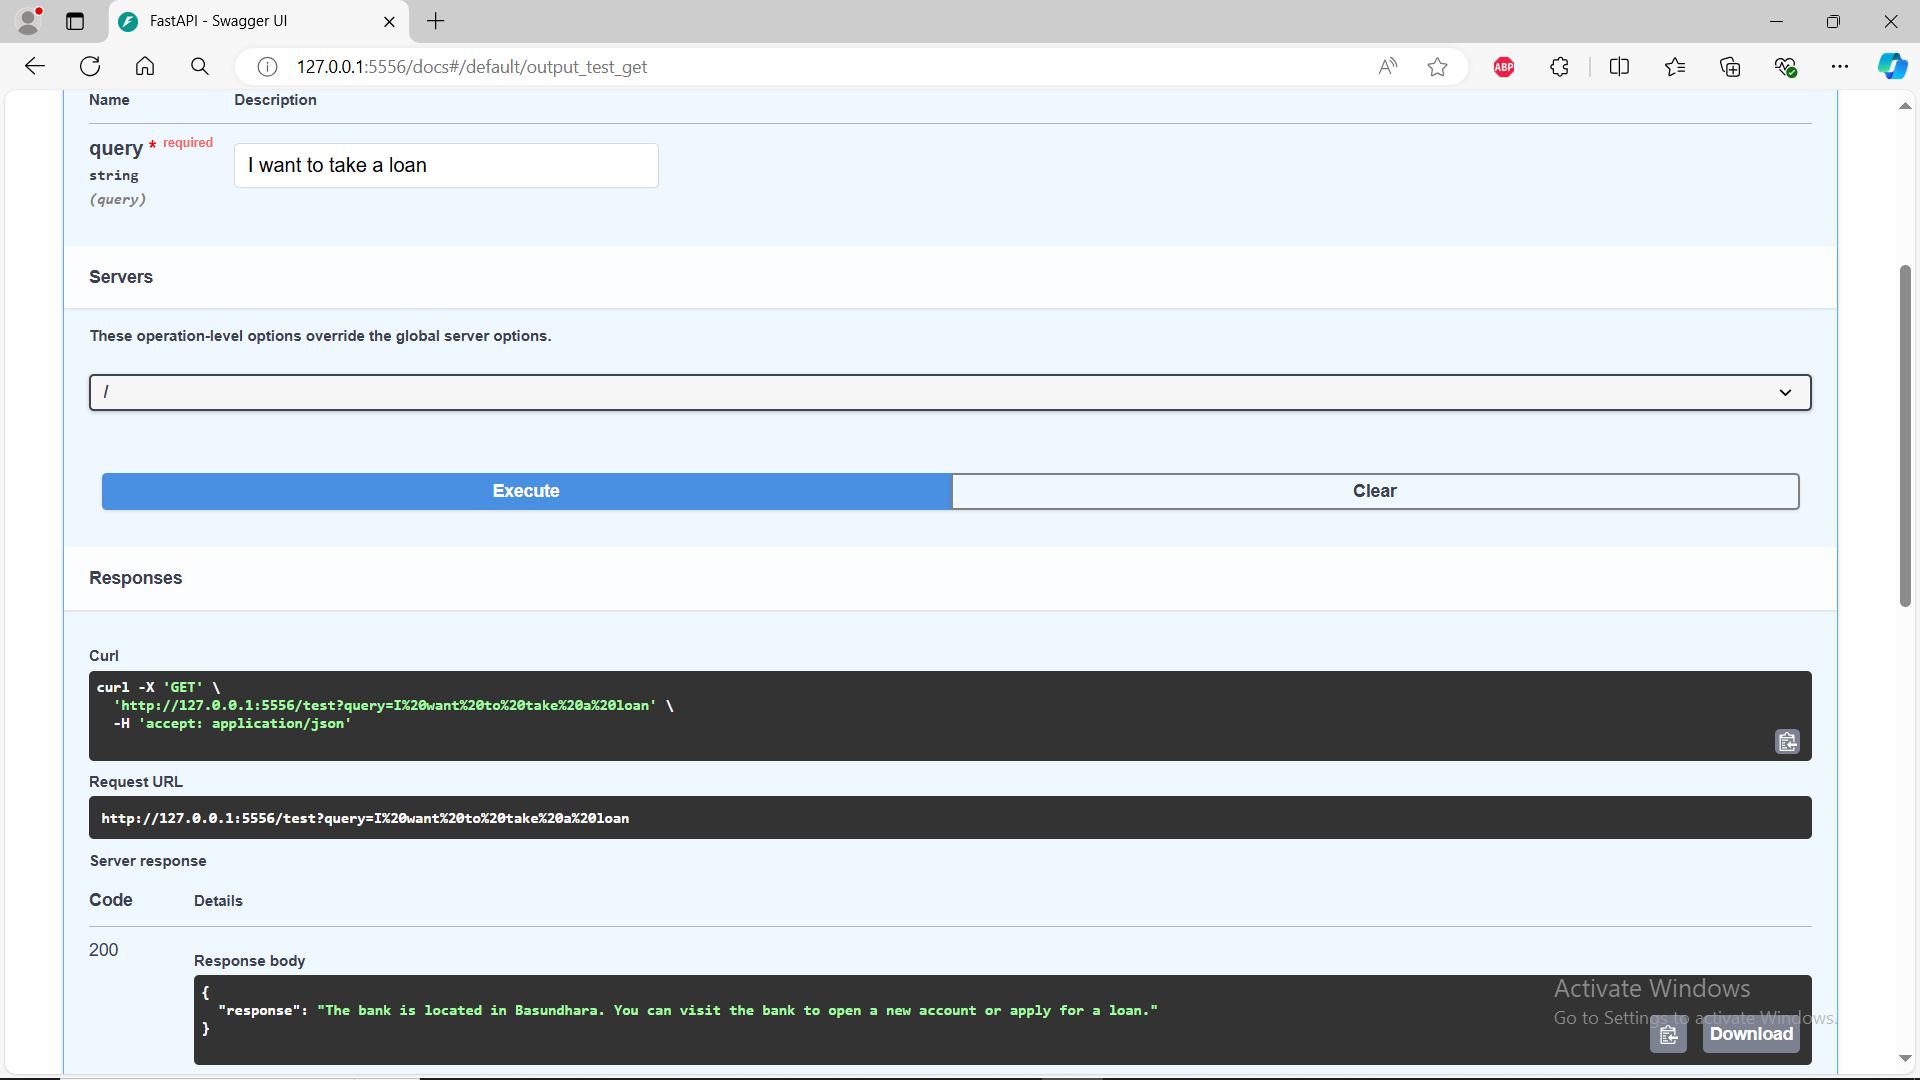 FastAPI - Swagger UI
127.0.0.1:5556/docs#/default/output_test_get
ABP
Name Description
query * required
string
(query)
I want to take a loan
Servers
These operation-level options override the global server options.
/
Execute Clear
Responses
Curl
curl -X 'GET' \
'http://127.0.0.1:5556/test?query=I%20want%20to%20take%20a%20loan' \
-H 'accept: application/json'
Request URL
http://127.0.0.1:5556/test?query=I%20want%20to%20take%20a%20loan
Server response
Code Details
200
Response body
{
"response": "The bank is located in Basundhara. You can visit the bank to open a new account or apply for a loan."
}
Activate Windows
Go to Settings to activate Windows.
Download